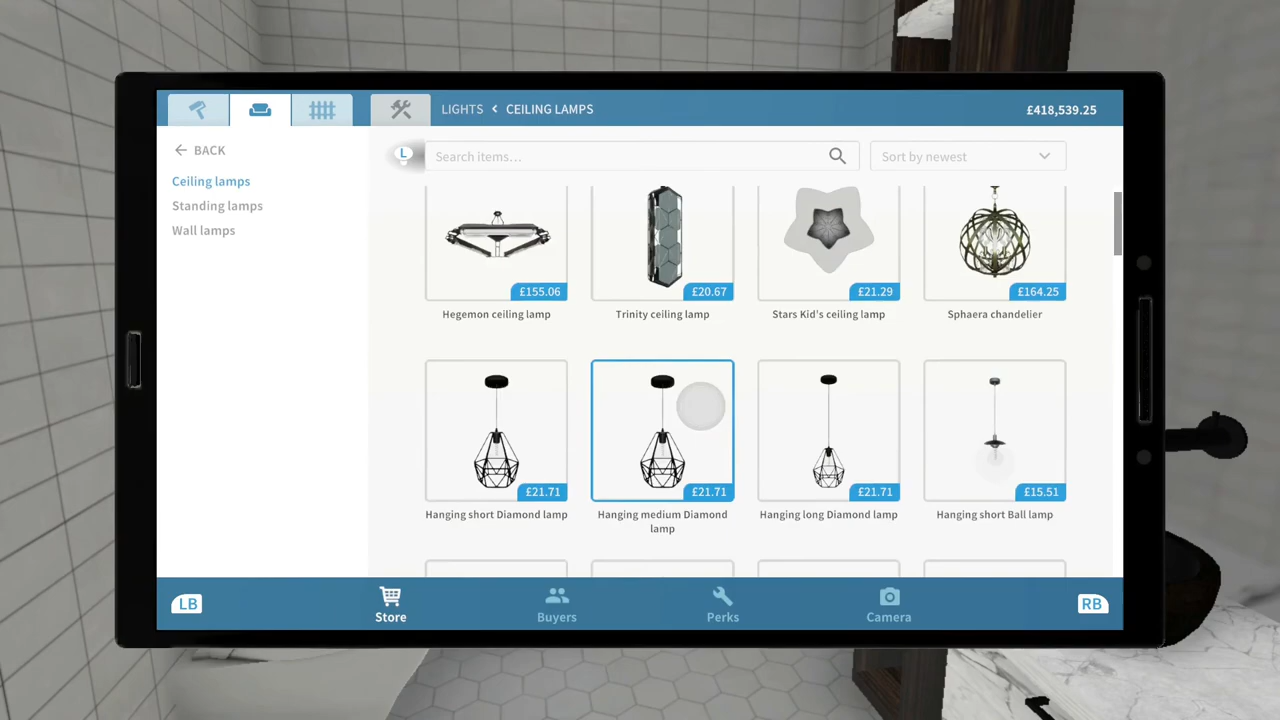 LIGHTS < CEILING LAMPS
£418,539.25
BACK
L
Search items...
Sort by newest
Ceiling lamps
Standing lamps
Wall lamps
£155.06
£20.67
£21.29
£164.25
Hegemon ceiling lamp
Trinity ceiling lamp
Stars Kid's ceiling lamp
Sphaera chandelier
£21.71
£21.71
£21.71
£15.51
Hanging short Diamond lamp
Hanging medium Diamond
lamp
Hanging long Diamond lamp
Hanging short Ball lamp
LB
Store
Buyers
Perks
Camera
RB